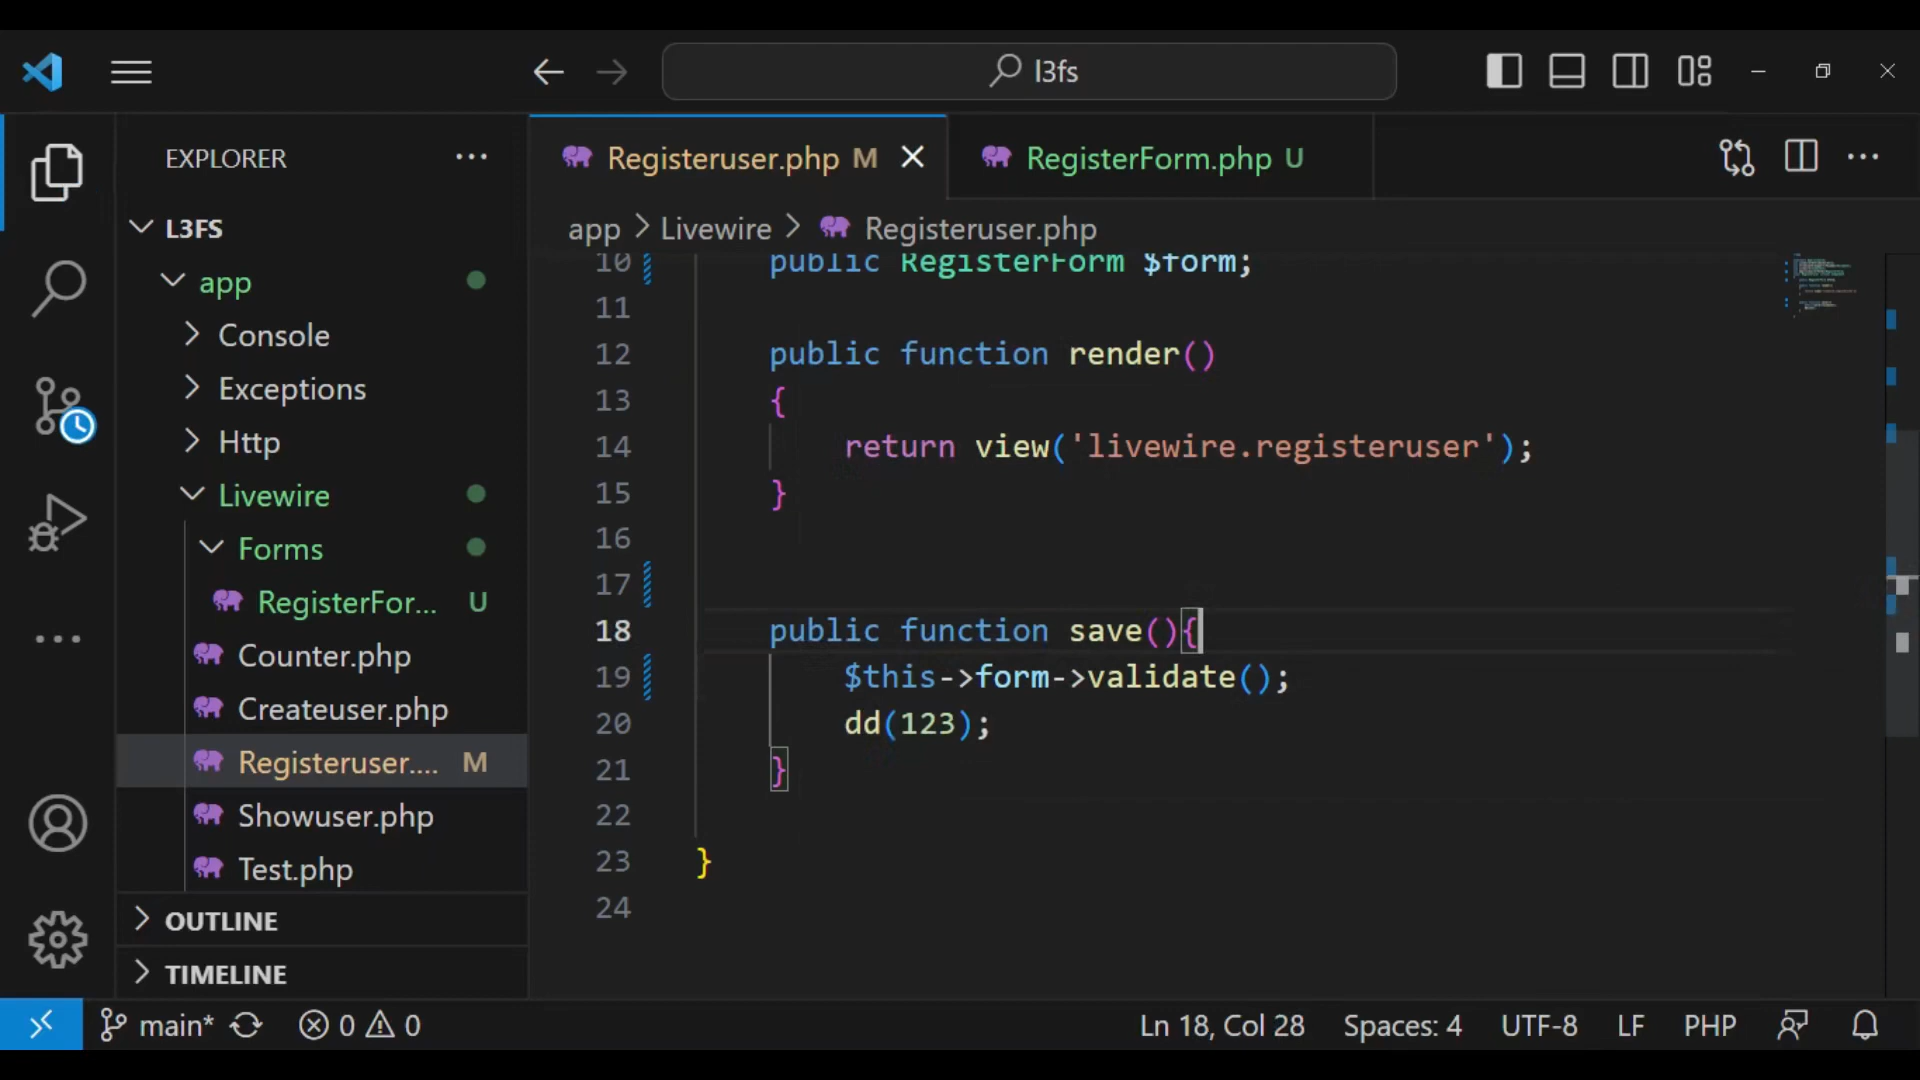 l3fs
EXPLORER
L3FS
app
Console
Exceptions
Http
Livewire
Forms
RegisterFor... U
Counter.php
Createuser.php
Registeruser.... M
Showuser.php
Test.php
OUTLINE
TIMELINE
Registeruser.php M
RegisterForm.php U
app > Livewire > Registeruser.php
10 public RegisterForm $form;
11
12 public function render()
13 {
14 return view('livewire.registeruser');
15 }
16
17
18 public function save(){
19 $this->form->validate();
20 dd(123);
21 }
22
23 }
24
main* 0 0 Ln 18, Col 28 Spaces: 4 UTF-8 LF PHP